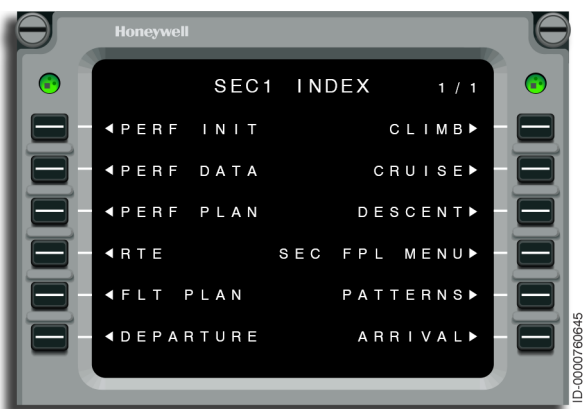 Honeywell
SEC1 INDEX 1 / 1
◄PERF INIT CLIMB►
◄PERF DATA CRUISE►
◄PERF PLAN DESCENT►
◄RTE SEC FPL MENU►
◄FLT PLAN PATTERNS►
◄DEPARTURE ARRIVAL►
ID-0000760645